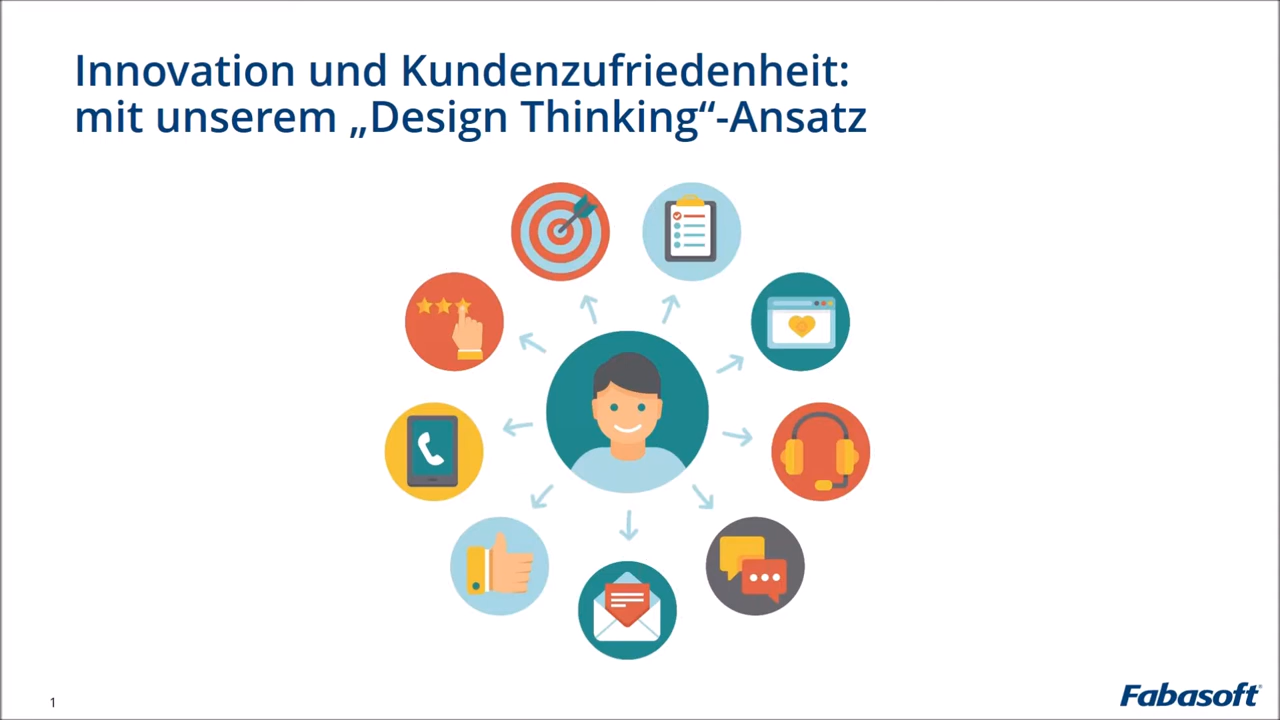 Innovation und Kundenzufriedenheit:
mit unserem „Design Thinking“-Ansatz
1
Fabasoft